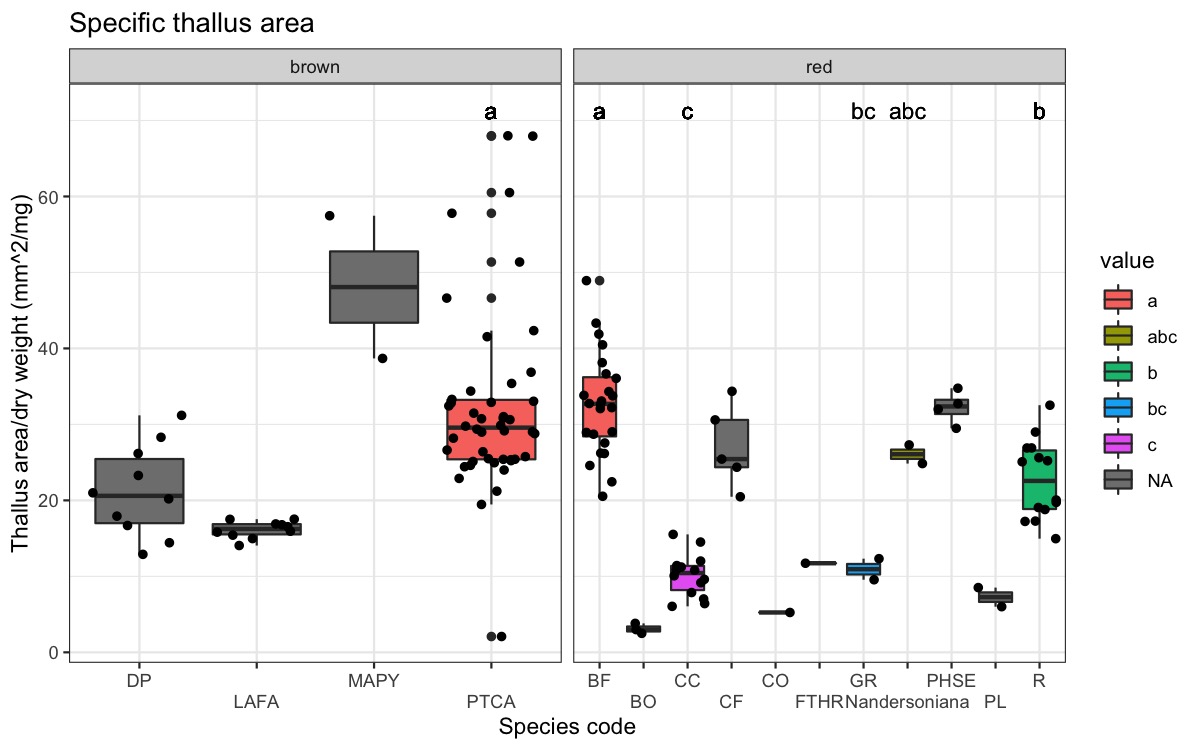 Specific thallus area
brown
red
a
a
c
bc
abc
b
Thallus area/dry weight (mm^2/mg)
60
40
20
0
DP
LAFA
MAPY
PTCA
BF
BO
CC
CF
CO
FTHR
GR
Nandersoniana
PHSE
PL
R
Species code
value
a
abc
b
bc
c
NA